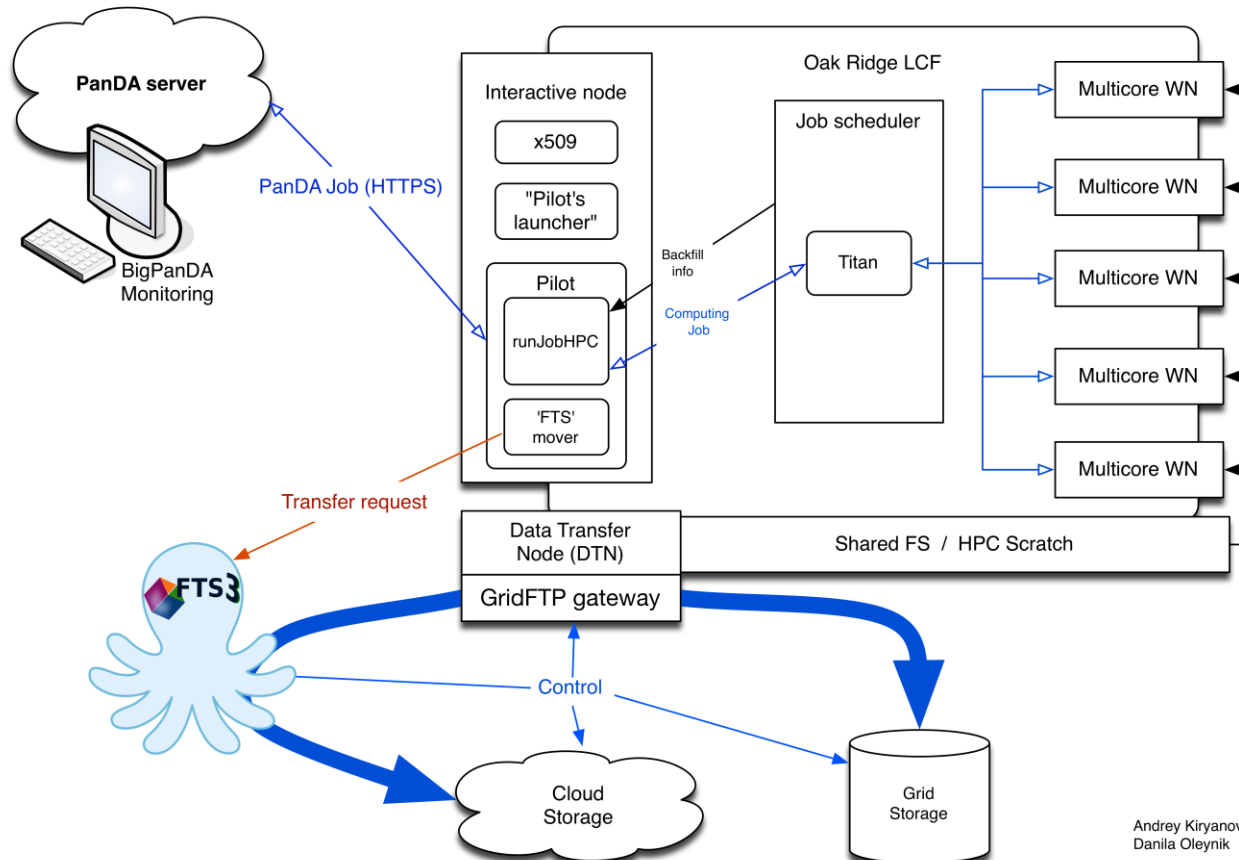 PanDA server
BigPanDA
Monitoring
PanDA Job (HTTPS)
Interactive node
x509
"Pilot's
launcher"
Pilot
runJobHPC
'FTS'
mover
Backfill
info
Computing
Job
Oak Ridge LCF
Job scheduler
Titan
Multicore WN
Multicore WN
Multicore WN
Multicore WN
Multicore WN
Transfer request
Data Transfer
Node (DTN)
Shared FS / HPC Scratch
GridFTP gateway
FTS3
Control
Cloud
Storage
Grid
Storage
Andrey Kiryanov
Danila Oleynik